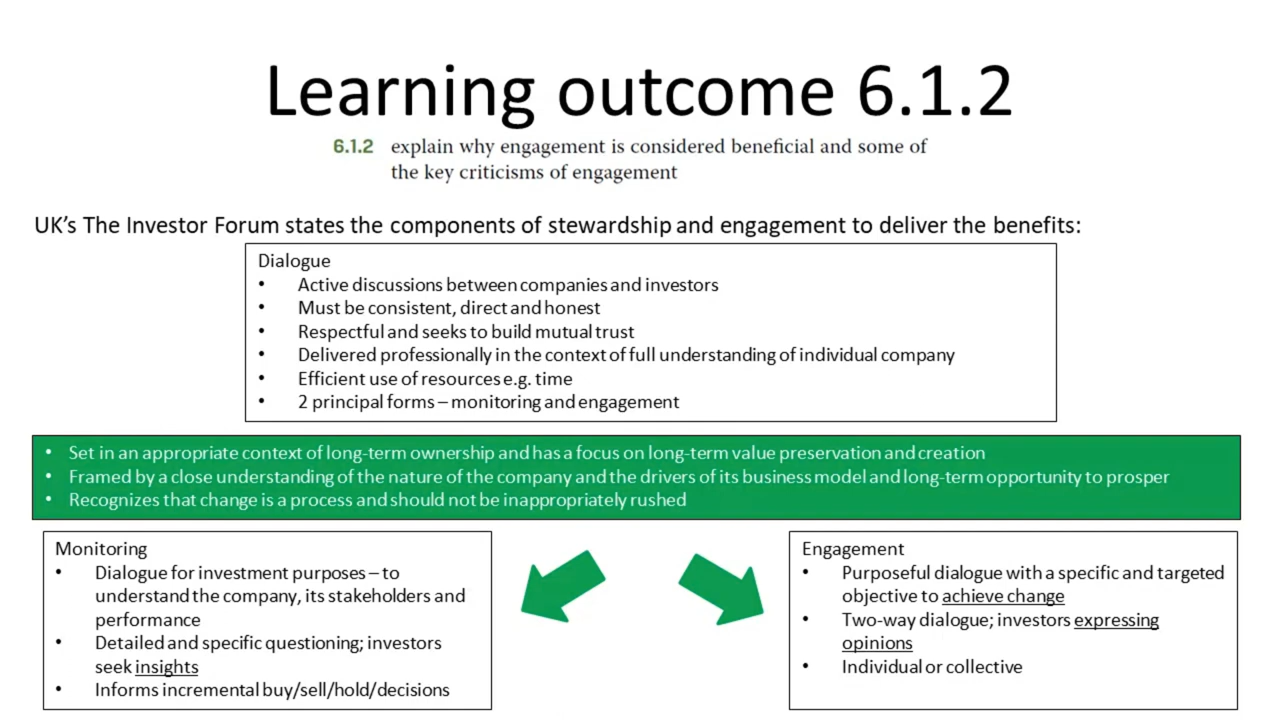 Learning outcome 6.1.2
6.1.2 explain why engagement is considered beneficial and some of
the key criticisms of engagement
UK's The Investor Forum states the components of stewardship and engagement to deliver the benefits:
Dialogue
• Active discussions between companies and investors
• Must be consistent, direct and honest
• Respectful and seeks to build mutual trust
• Delivered professionally in the context of full understanding of individual company
• Efficient use of resources e.g. time
• 2 principal forms – monitoring and engagement
• Set in an appropriate context of long-term ownership and has a focus on long-term value preservation and creation
• Framed by a close understanding of the nature of the company and the drivers of its business model and long-term opportunity to prosper
• Recognizes that change is a process and should not be inappropriately rushed
Monitoring
• Dialogue for investment purposes – to
understand the company, its stakeholders and
performance
• Detailed and specific questioning; investors
seek insights
• Informs incremental buy/sell/hold/decisions
Engagement
• Purposeful dialogue with a specific and targeted
objective to achieve change
• Two-way dialogue; investors expressing
opinions
• Individual or collective